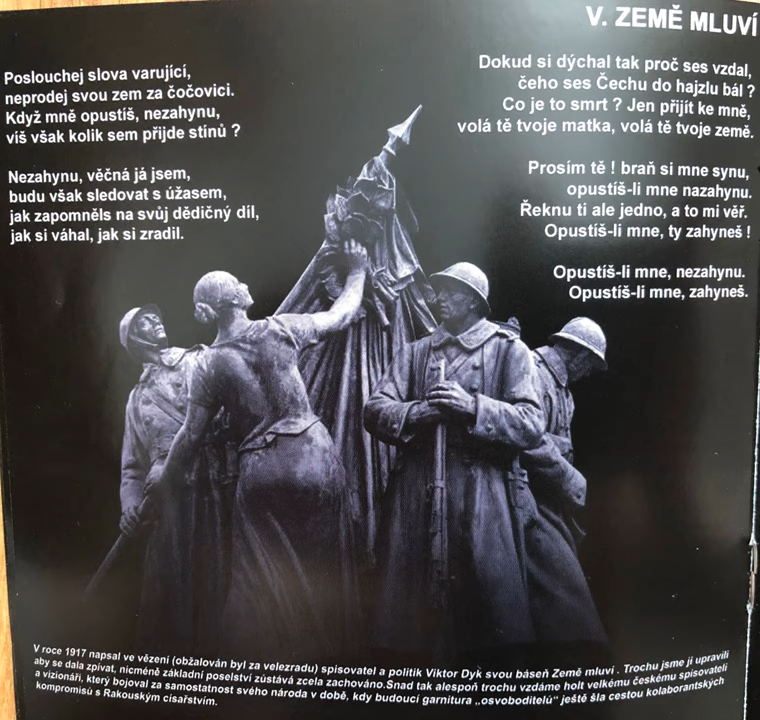 V. ZEMĚ MLUVÍ
Poslouchej slova varující,
neprodej svou zem za čočovici.
Když mně opustíš, nezahynu,
víš však kolik sem přijde stínů ?
Nezahynu, věčná já jsem,
budu však sledovat s úžasem,
jak zapomněls na svůj dědičný díl,
jak si váhal, jak si zradil.
Dokud si dýchal tak proč ses vzdal,
čeho ses Čechu do hajzlu bál ?
Co je to smrt ? Jen přijít ke mně,
volá tě tvoje matka, volá tě tvoje země.
Prosím tě ! braň si mne synu,
opustíš-li mne nazahynu.
Řeknu ti ale jedno, a to mi věř.
Opustíš-li mne, ty zahyneš !
Opustíš-li mne, nezahynu.
Opustíš-li mne, zahyneš.
V roce 1917 napsal ve vězení (obžalován byl za velezradu) spisovatel a politik Viktor Dyk svou báseň Země mluví . Trochu jsme ji upravili
aby se dala zpívat, nicméně základní poselství zůstává zcela zachováno.Snad tak alespoň trochu vzdáme holt velkému českému spisovateli
a vizionáři, který bojoval za samostatnost svého národa v době, kdy budoucí garnitura „osvoboditelů" ještě šla cestou kolaborantských
kompromisů s Rakouským císařstvím.